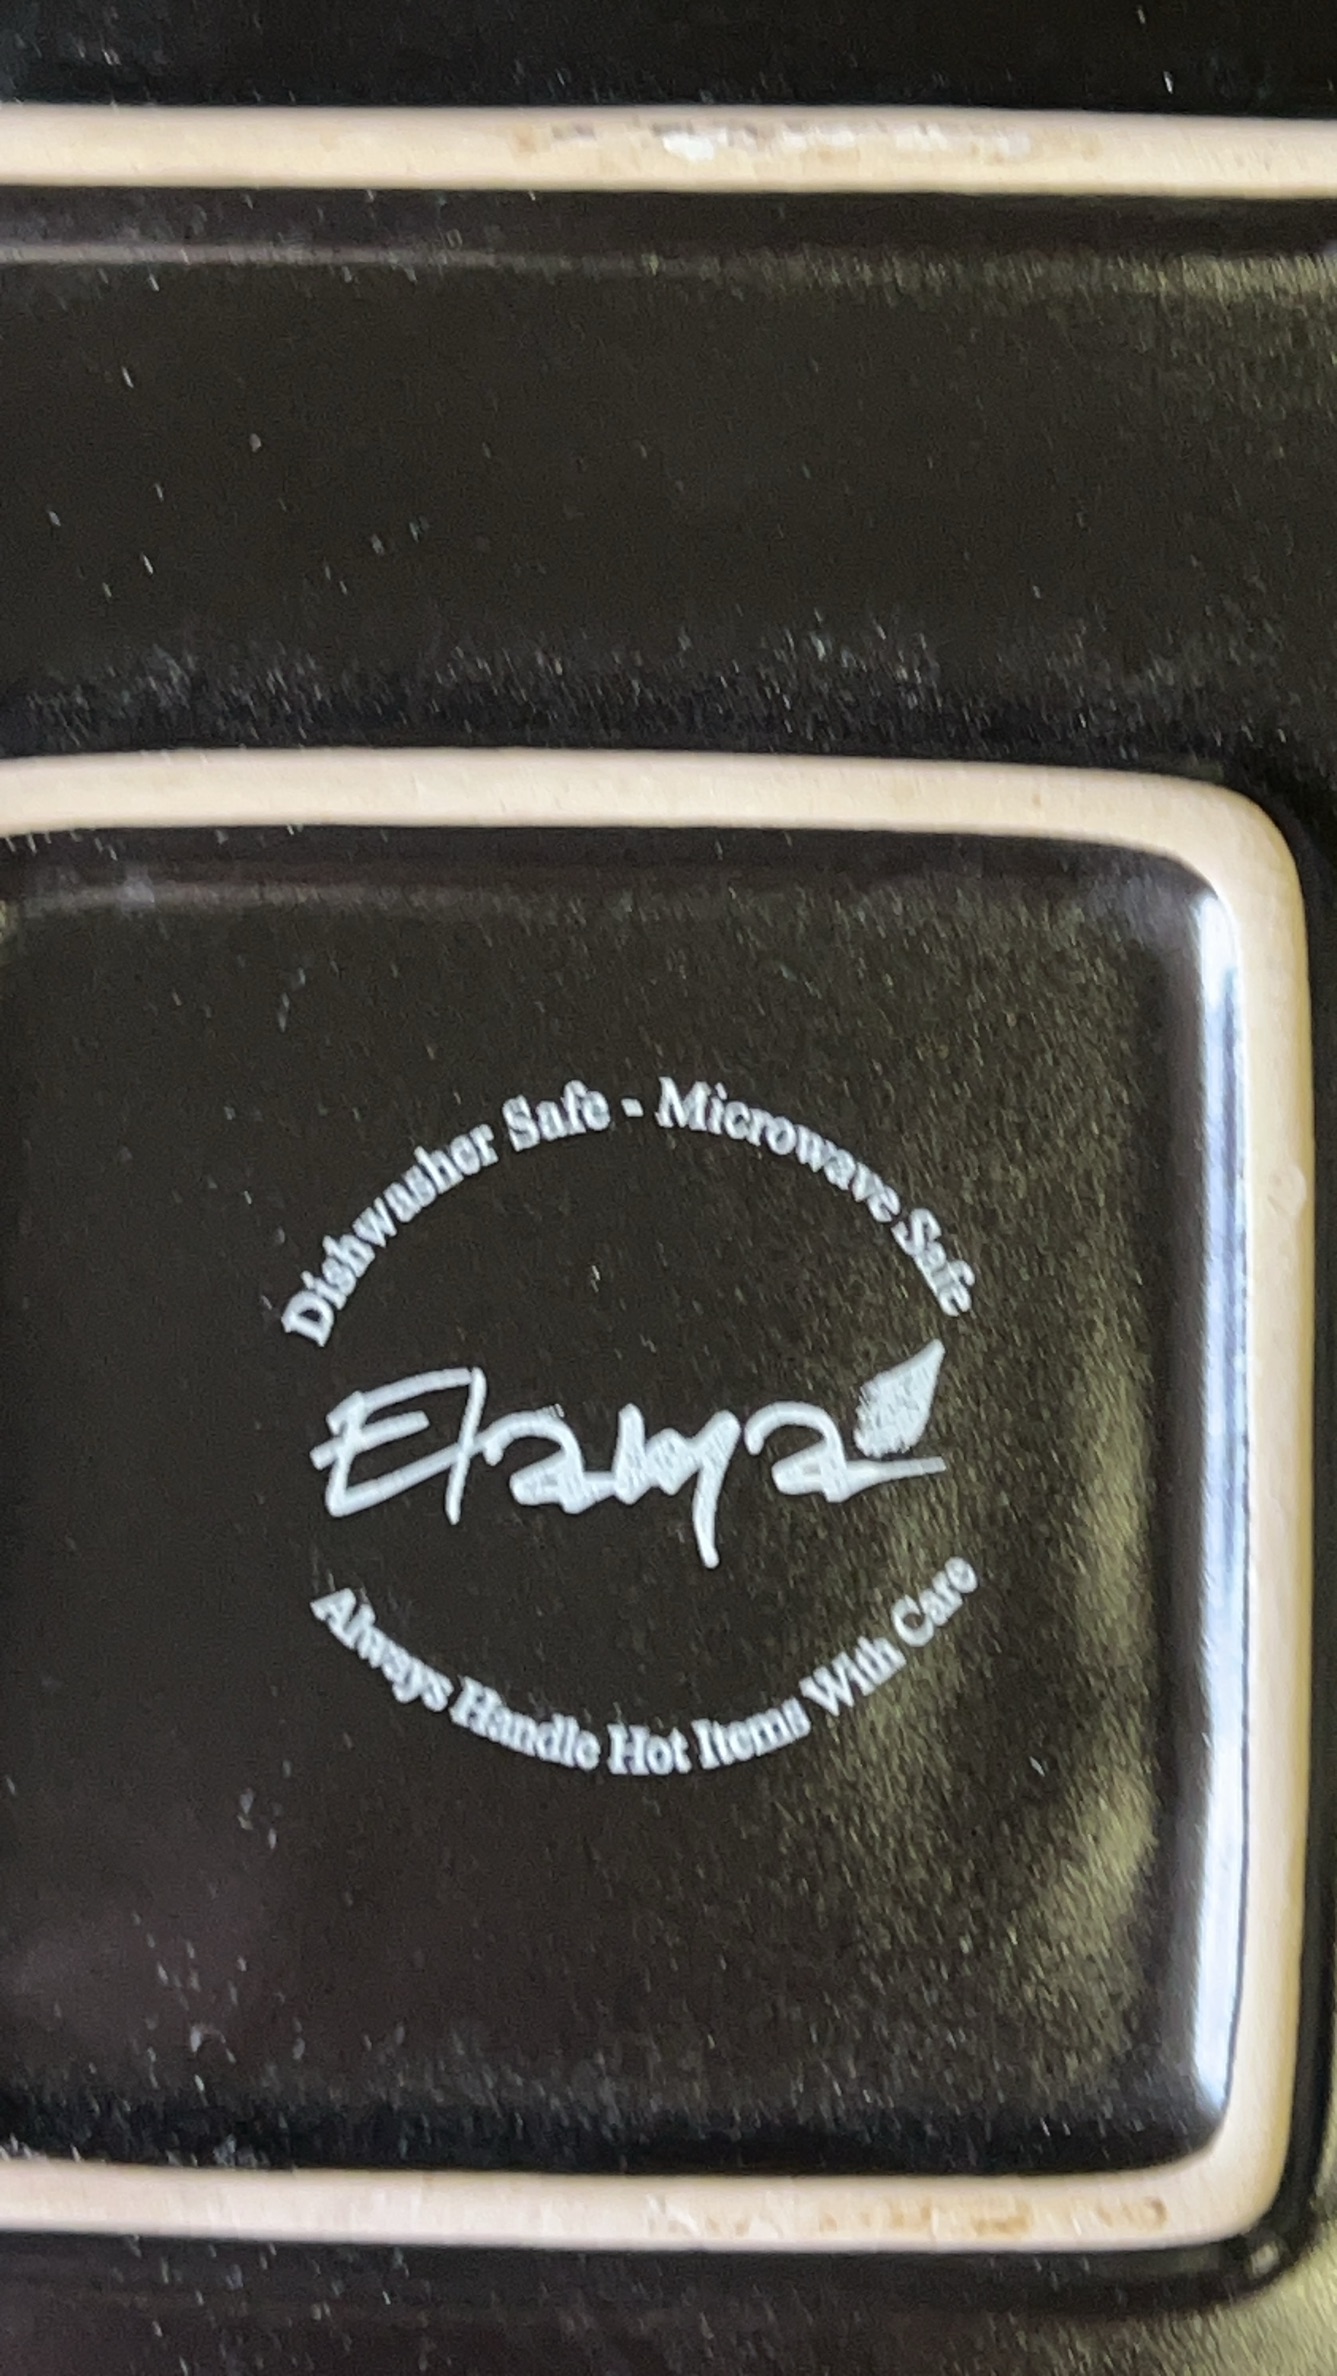 Dishwasher Safe - Microwave Safe
Elama
Always Handle Hot Items With Care